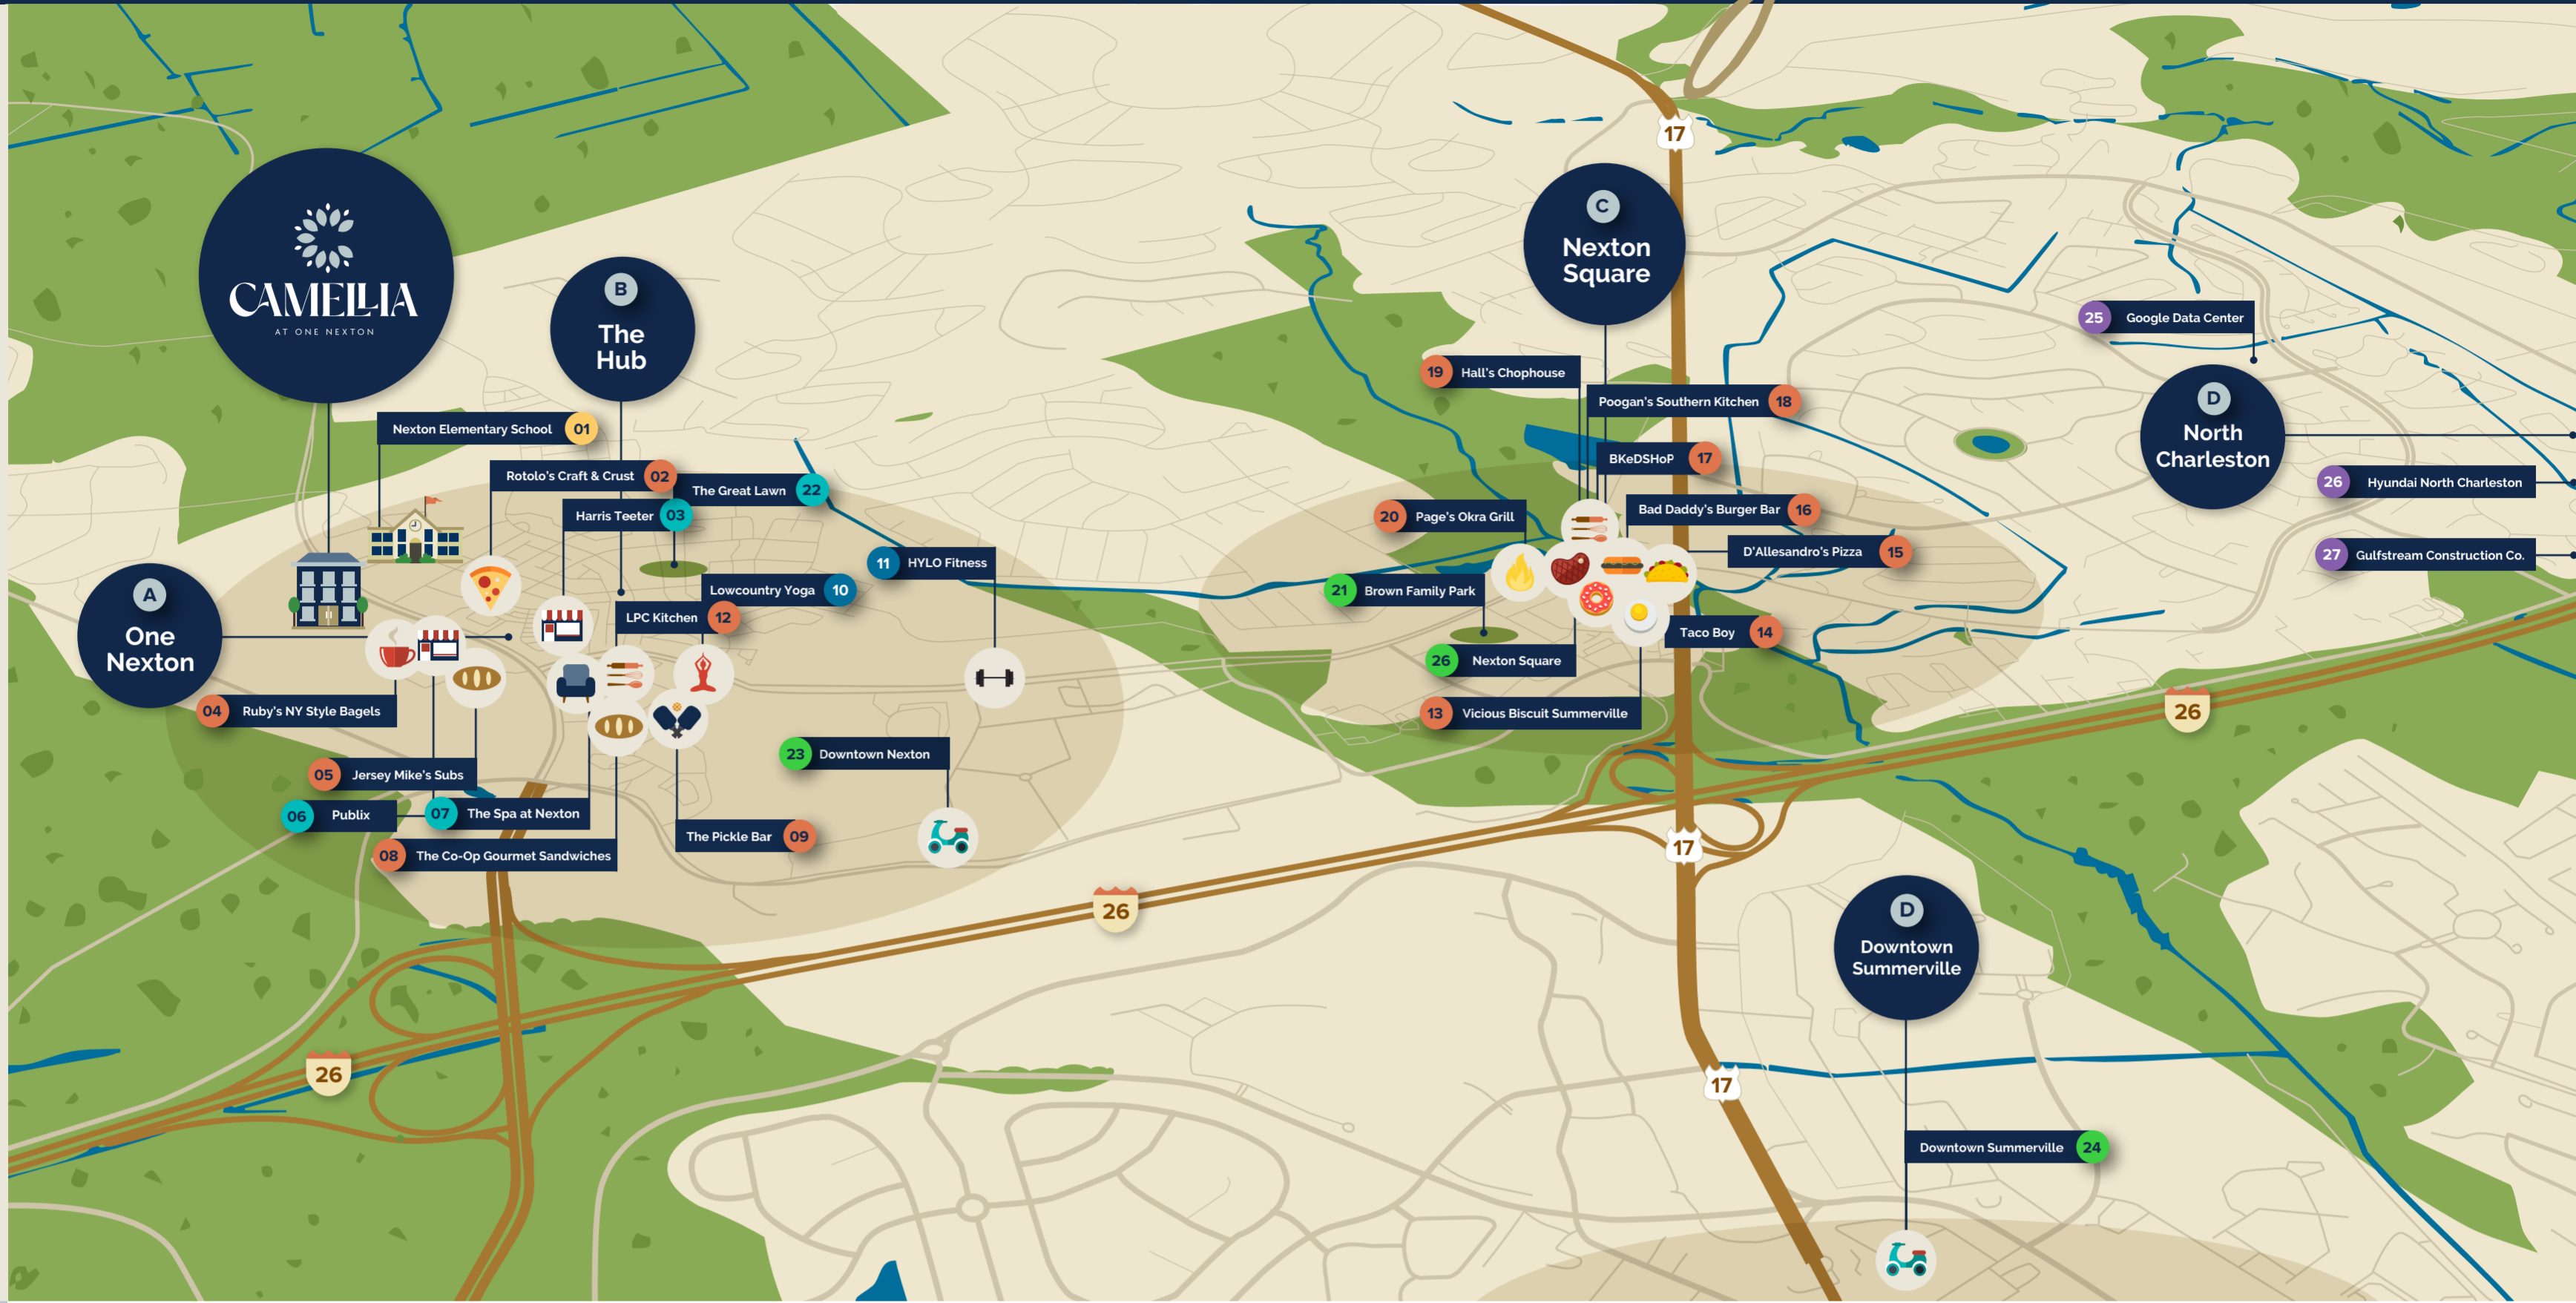 CAMELLIA
AT ONE NEXTON
B
The
Hub
Nexton Elementary School 01
Rotolo's Craft & Crust 02
The Great Lawn 22
Harris Teeter 03
11 HYLO Fitness
Lowcountry Yoga 10
LPC Kitchen 12
A
One
Nexton
04 Ruby's NY Style Bagels
05 Jersey Mike's Subs
06 Publix
07 The Spa at Nexton
08 The Co-Op Gourmet Sandwiches
The Pickle Bar 09
23 Downtown Nexton
26
26
17
C
Nexton
Square
19 Hall's Chophouse
Poogan's Southern Kitchen 18
BKeDSHoP 17
Bad Daddy's Burger Bar 16
20 Page's Okra Grill
D'Allesandro's Pizza 15
21 Brown Family Park
Taco Boy 14
26 Nexton Square
13 Vicious Biscuit Summerville
17
17
25 Google Data Center
D
North
Charleston
26 Hyundai North Charleston
27 Gulfstream Construction Co.
26
D
Downtown
Summerville
Downtown Summerville 24